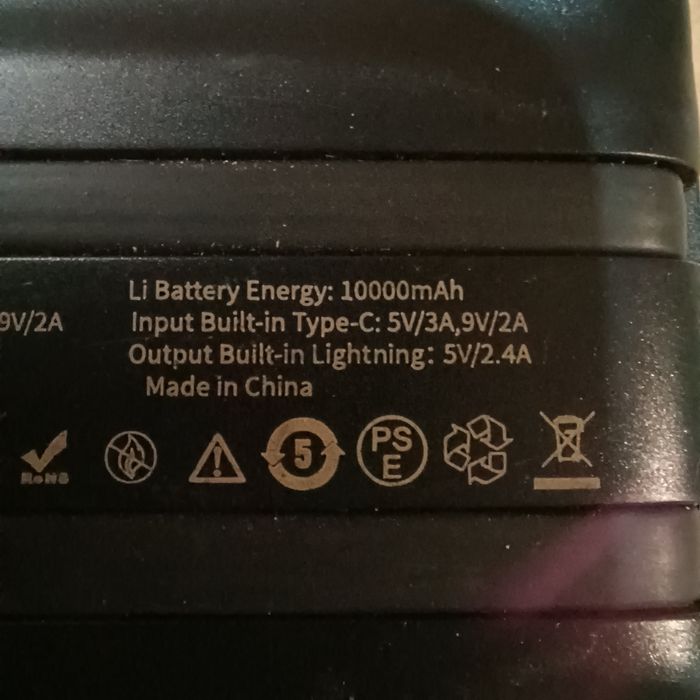 Li Battery Energy: 10000mAh
9V/2A Input Built-in Type-C: 5V/3A,9V/2A
Output Built-in Lightning: 5V/2.4A
Made in China
RoHS 5 PS E